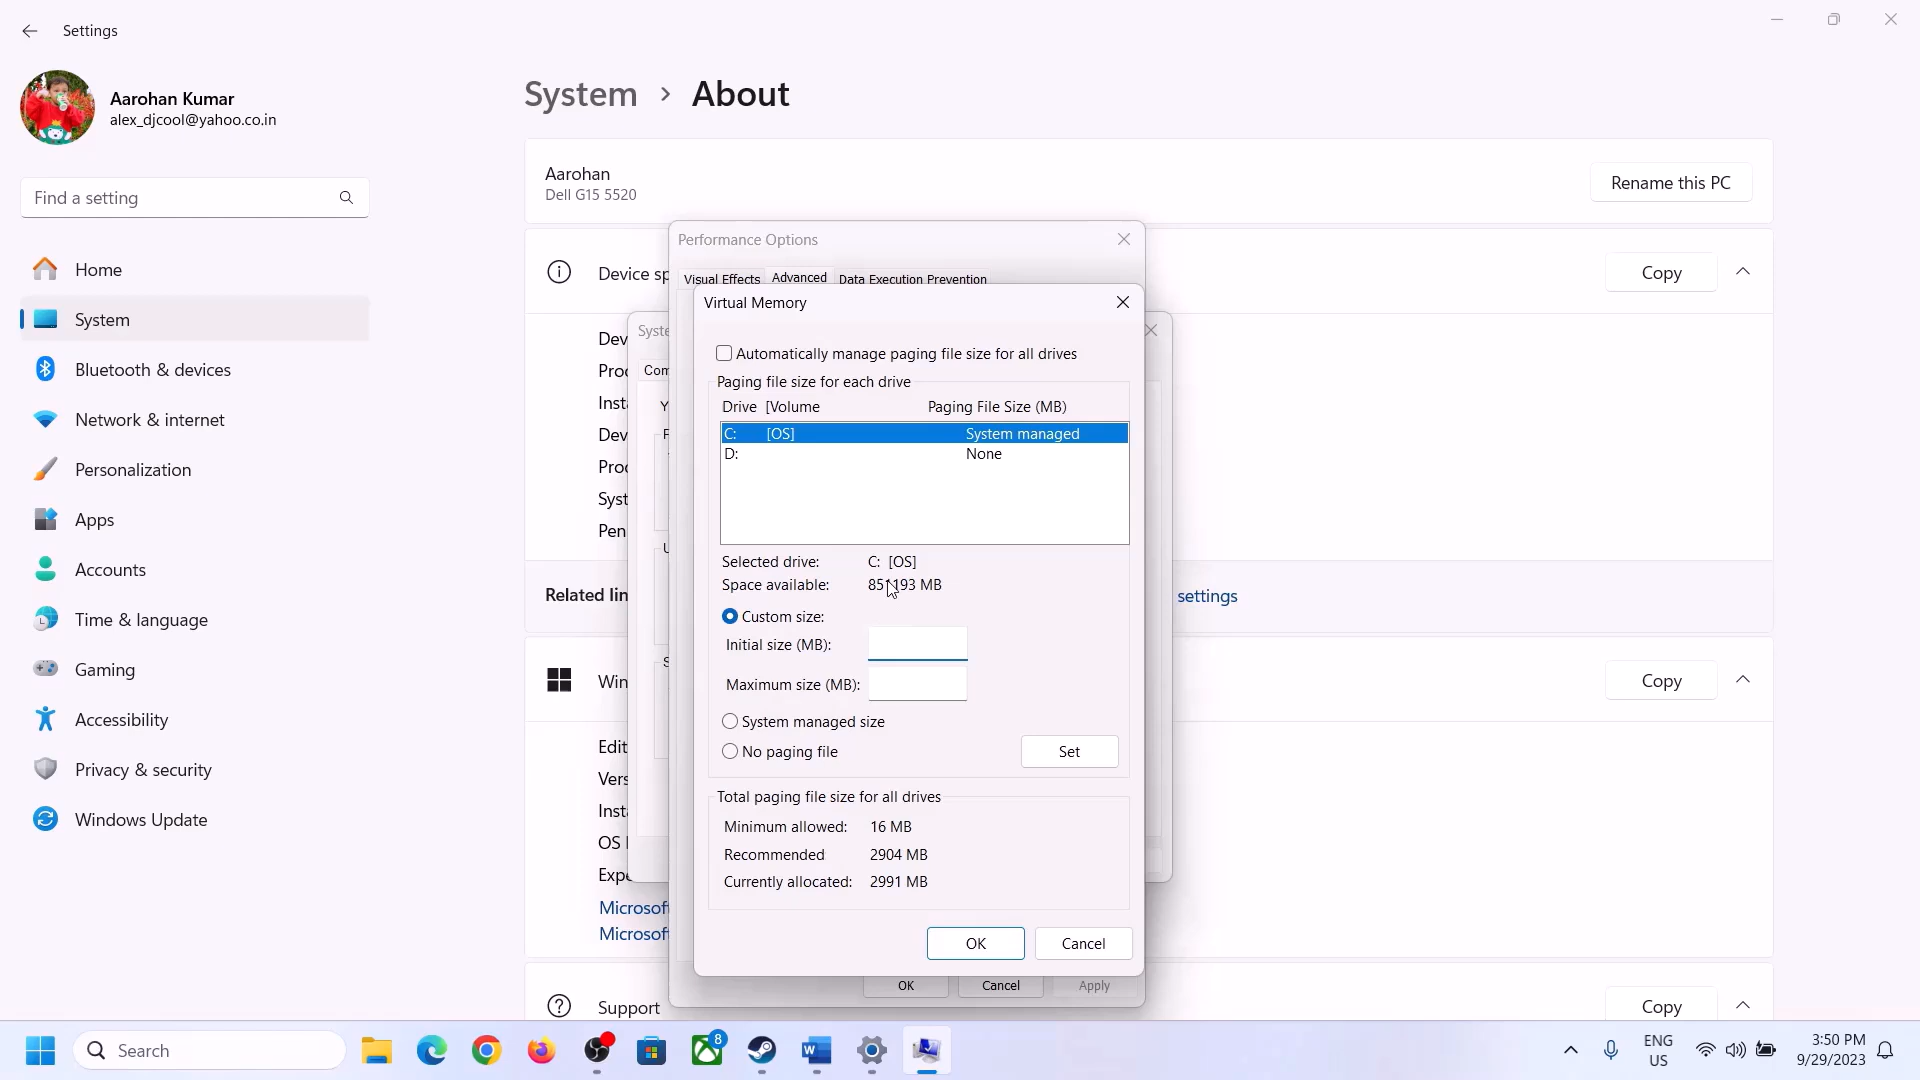 Settings
Aarohan Kumar
alex_djcool@yahoo.co.in
Find a setting
Home
System
Bluetooth & devices
Network & internet
Personalization
Apps
Accounts
Time & language
Gaming
Accessibility
Privacy & security
Windows Update
System > About
Aarohan
Dell G15 5520
Rename this PC
Device sp
Copy
Related lin
settings
Copy
Support
Copy
Performance Options
Visual Effects Advanced Data Execution Prevention
Virtual Memory
Automatically manage paging file size for all drives
Paging file size for each drive
Drive [Volume Paging File Size (MB)
C: [OS] System managed
D: None
Selected drive: C: [OS]
Space available: MB
Custom size:
Initial size (MB):
Maximum size (MB):
System managed size
No paging file
Set
Total paging file size for all drives
Minimum allowed: 16 MB
Recommended 2904 MB
Currently allocated: 2991 MB
OK Cancel
OK Cancel Apply
Search
8
ENG
US
3:50 PM
9/29/2023